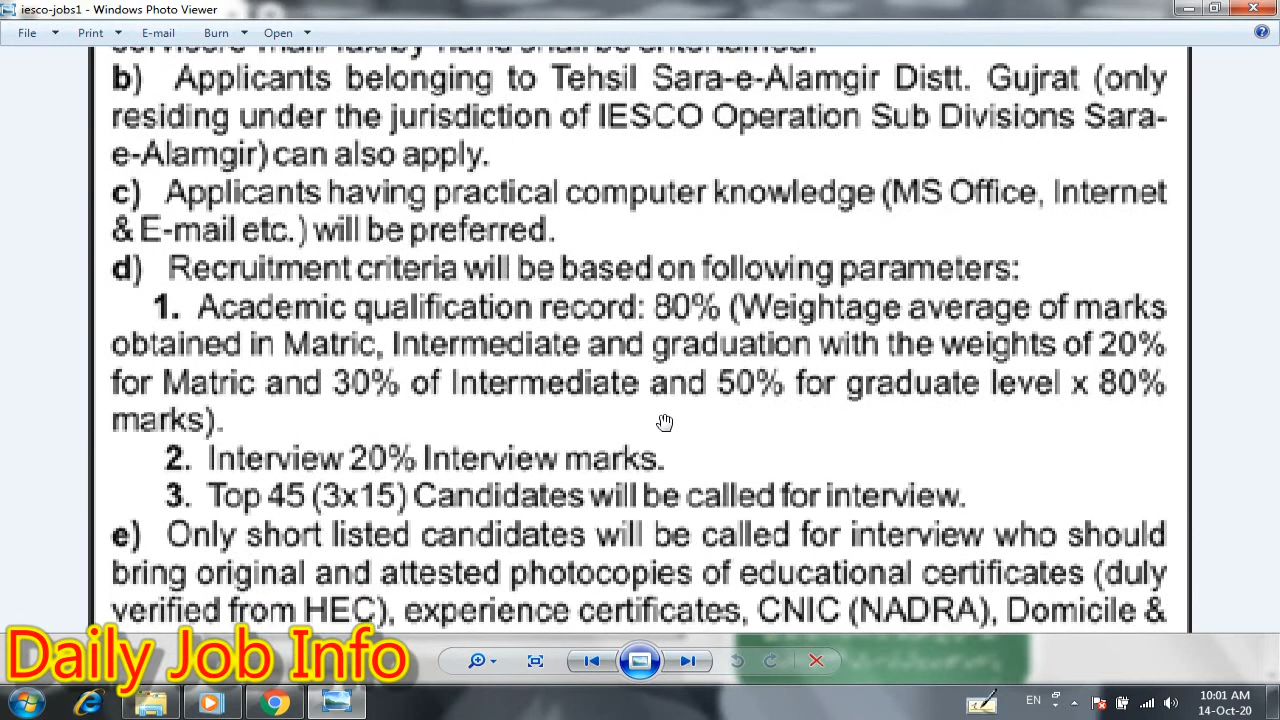 iesco-jobs1 - Windows Photo Viewer
File Print E-mail Burn Open
b) Applicants belonging to Tehsil Sara-e-Alamgir Distt. Gujrat (only
residing under the jurisdiction of IESCO Operation Sub Divisions Sara-
e-Alamgir) can also apply.
c) Applicants having practical computer knowledge (MS Office, Internet
& E-mail etc.) will be preferred.
d) Recruitment criteria will be based on following parameters:
1. Academic qualification record: 80% (Weightage average of marks
obtained in Matric, Intermediate and graduation with the weights of 20%
for Matric and 30% of Intermediate and 50% for graduate level x 80%
marks).
2. Interview 20% Interview marks.
3. Top 45 (3x15) Candidates will be called for interview.
e) Only short listed candidates will be called for interview who should
bring original and attested photocopies of educational certificates (duly
verified from HEC), experience certificates, CNIC (NADRA), Domicile &
Daily Job Info
EN
10:01 AM
14-Oct-20